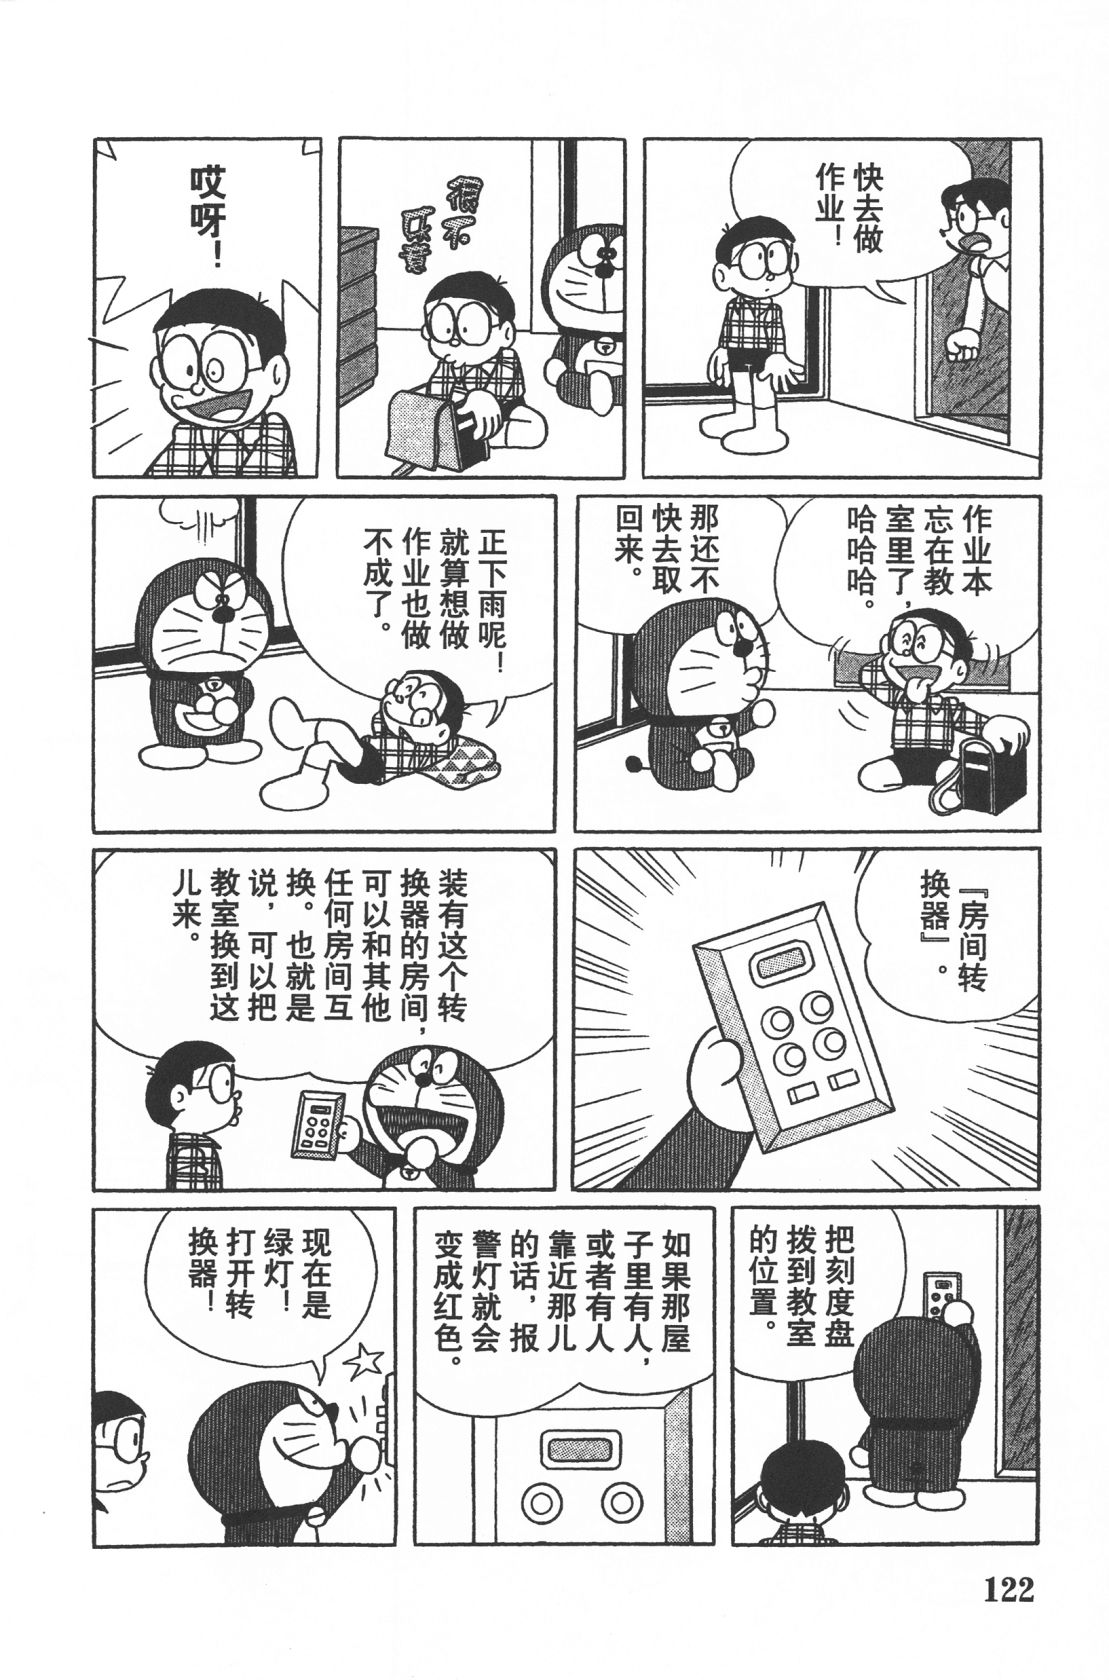 快去做
作业！
很不
乐意
哎呀！
作业本
忘在教
室里了，
哈哈哈。
那还不
快去取
回来。
正下雨呢！
就算想做
作业也做
不成了。
『房间转
换器』。
装有这个转
换器的房间，
可以和其他
任何房间互
换。也就是
说，可以把
教室换到这
儿来。
把刻度盘
拨到教室
的位置。
如果那屋
子里有人，
或者有人
靠近那儿
的话，报
警灯就会
变成红色。
现在是
绿灯！
打开转
换器！
122